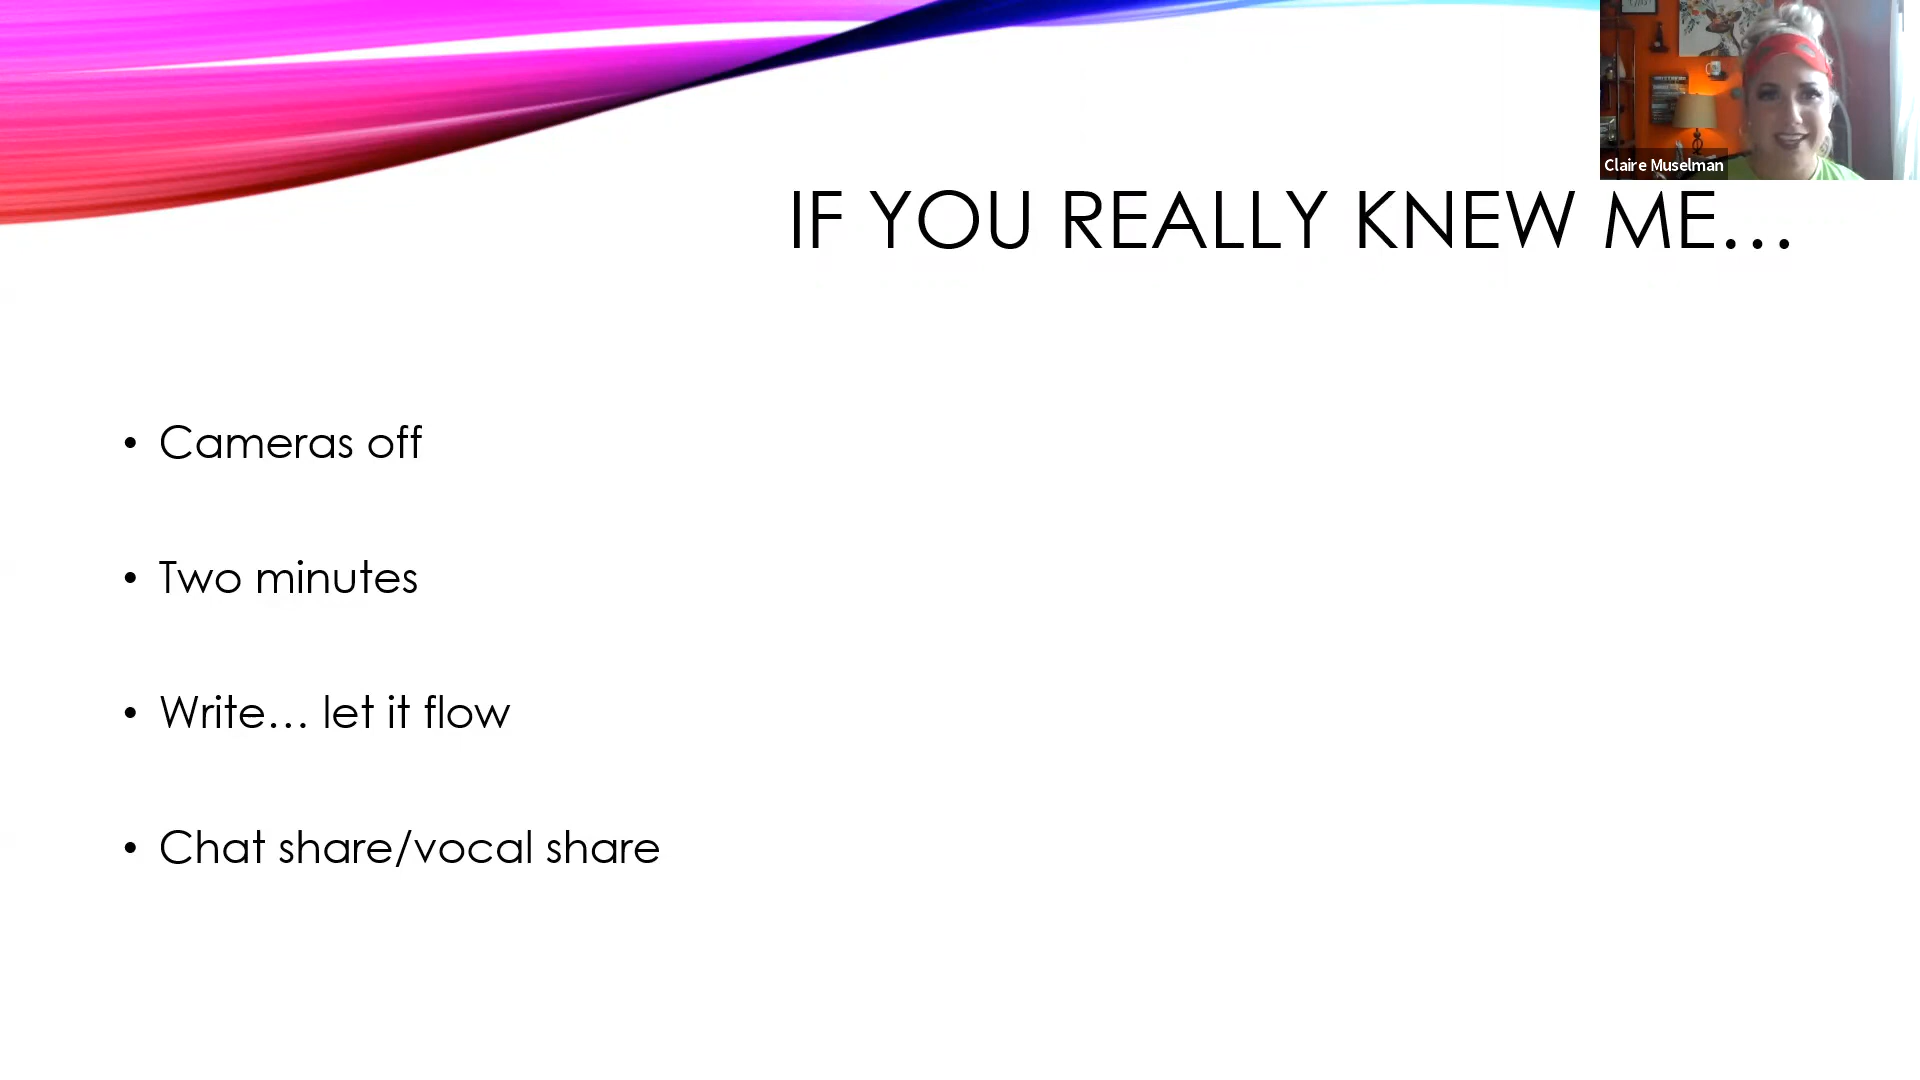 Claire Muselman
IF YOU REALLY KNEW ME…
• Cameras off
• Two minutes
• Write… let it flow
• Chat share/vocal share